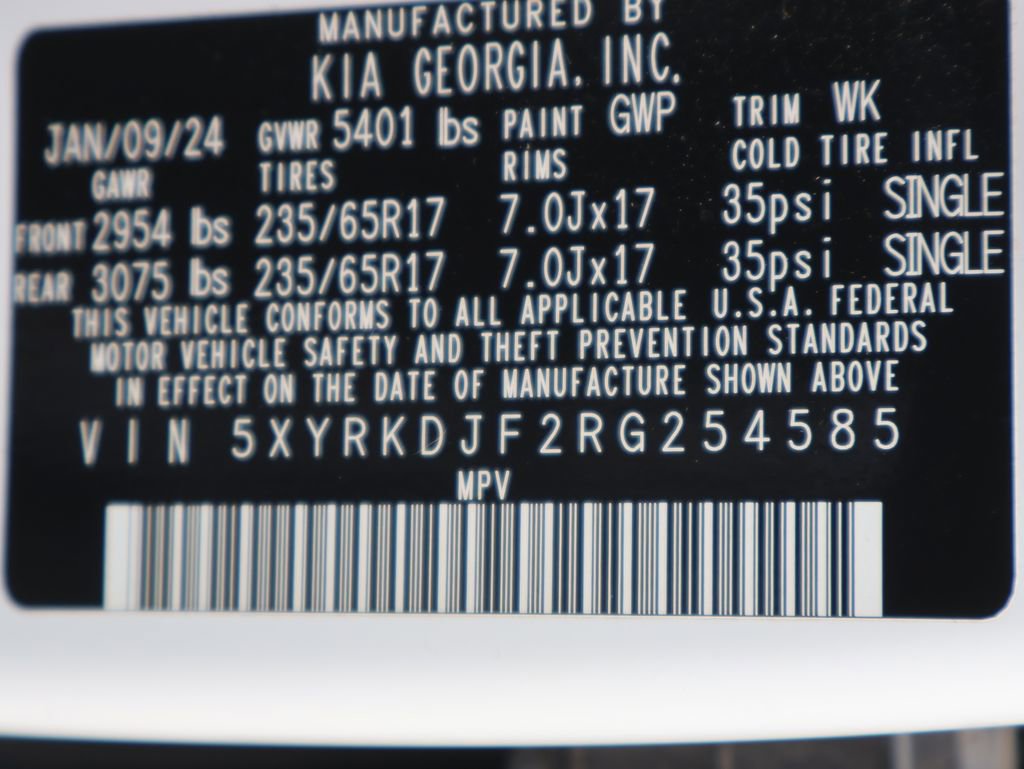 MANUFACTURED BY
KIA GEORGIA, INC.
JAN/09/24 GVWR 5401 lbs PAINT GWP TRIM WK
GAWR TIRES RIMS COLD TIRE INFL
FRONT 2954 lbs 235/65R17 7.0Jx17 35psi SINGLE
REAR 3075 lbs 235/65R17 7.0Jx17 35psi SINGLE
THIS VEHICLE CONFORMS TO ALL APPLICABLE U.S.A. FEDERAL
MOTOR VEHICLE SAFETY AND THEFT PREVENTION STANDARDS
IN EFFECT ON THE DATE OF MANUFACTURE SHOWN ABOVE
VIN 5XYRKDJF2RG254585
MPV